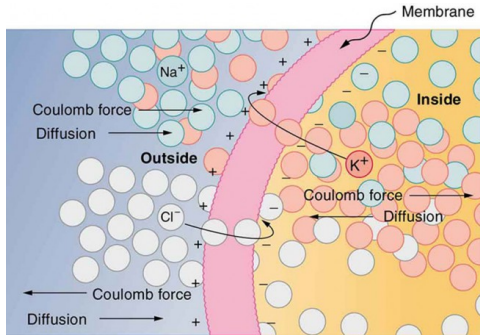 Membrane
Na+
Inside
Coulomb force
Diffusion
Outside
K+
Coulomb force
Diffusion
Cl−
Coulomb force
Diffusion